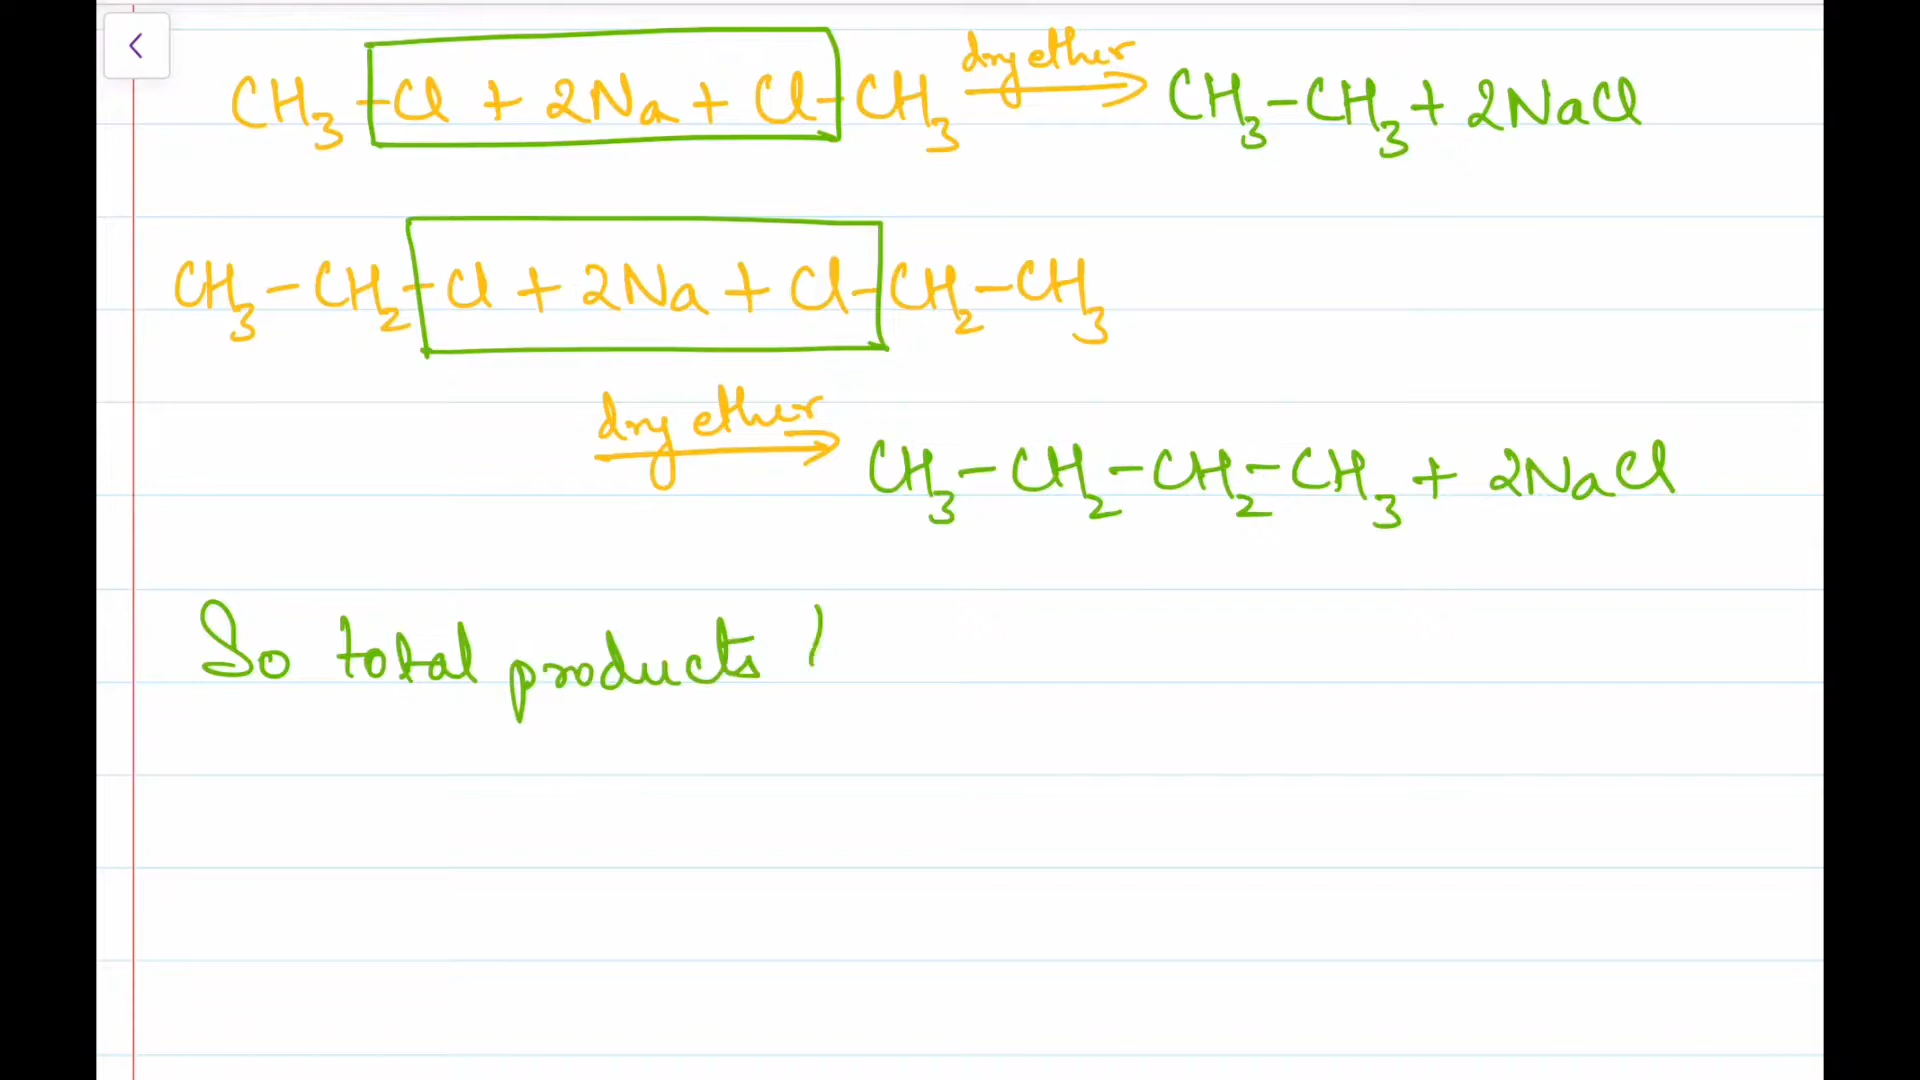 CH3-Cl + 2Na + Cl-CH3 dry ether → CH3-CH3 + 2NaCl
CH3-CH2-Cl + 2Na + Cl-CH2-CH3
dry ether → CH3-CH2-CH2-CH3 + 2NaCl
So total products (